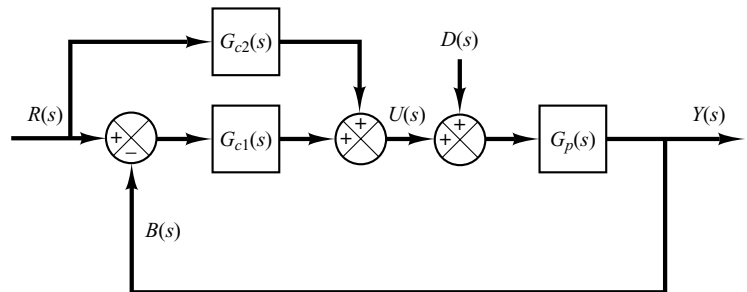 G_c2(s)
D(s)
R(s)
U(s)
Y(s)
+
+
+
+
−
G_c1(s)
+
+
G_p(s)
B(s)